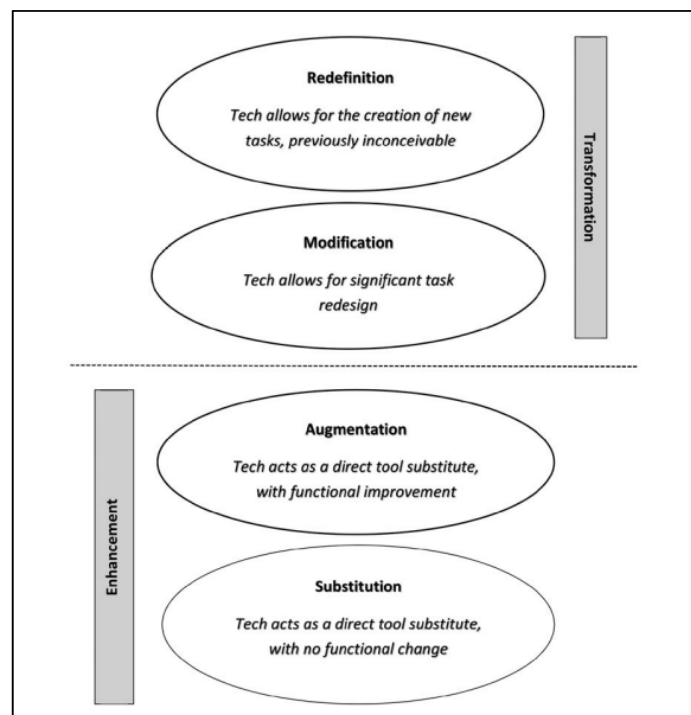 Redefinition
Tech allows for the creation of new
tasks, previously inconceivable
Transformation
Modification
Tech allows for significant task
redesign
Augmentation
Tech acts as a direct tool substitute,
with functional improvement
Enhancement
Substitution
Tech acts as a direct tool substitute,
with no functional change